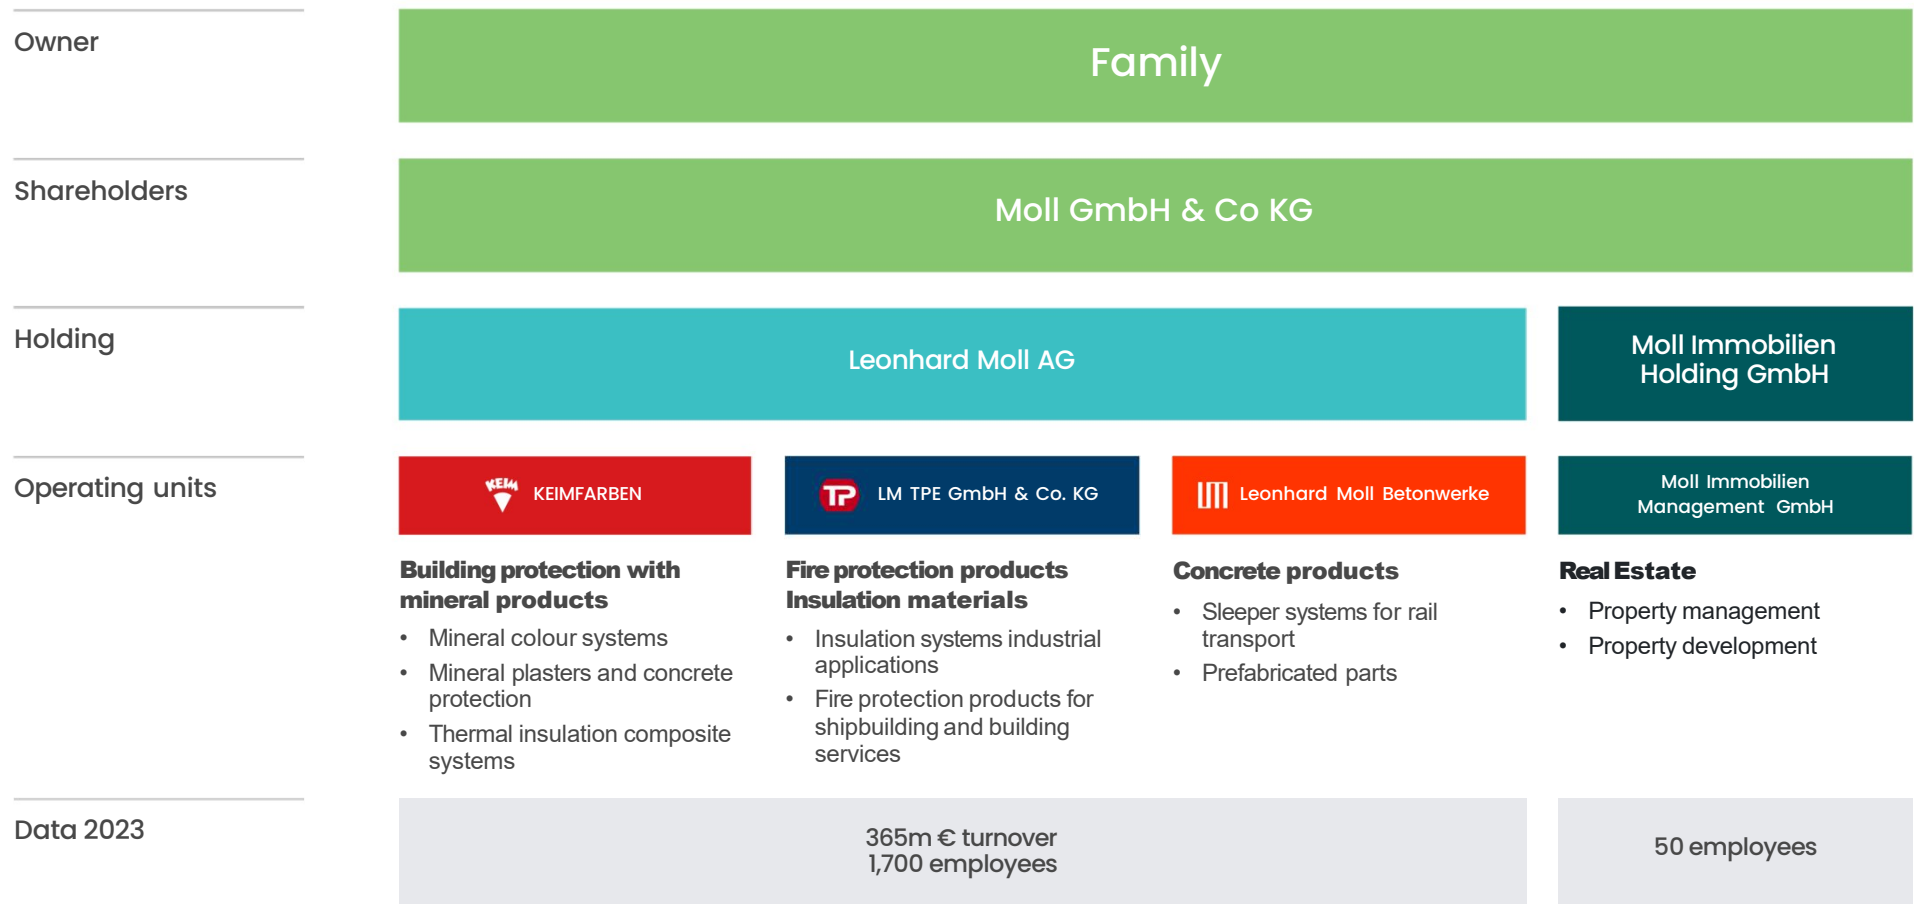 Owner
Family
Shareholders
Moll GmbH & Co KG
Holding
Leonhard Moll AG
Moll Immobilien
Holding GmbH
Operating units
KEIM
KEIMFARBEN
TP
LM TPE GmbH & Co. KG
Leonhard Moll Betonwerke
Moll Immobilien
Management GmbH
Building protection with
mineral products
• Mineral colour systems
• Mineral plasters and concrete
protection
• Thermal insulation composite
systems
Fire protection products
Insulation materials
• Insulation systems industrial
applications
• Fire protection products for
shipbuilding and building
services
Concrete products
• Sleeper systems for rail
transport
• Prefabricated parts
Real Estate
• Property management
• Property development
Data 2023
365m € turnover
1,700 employees
50 employees